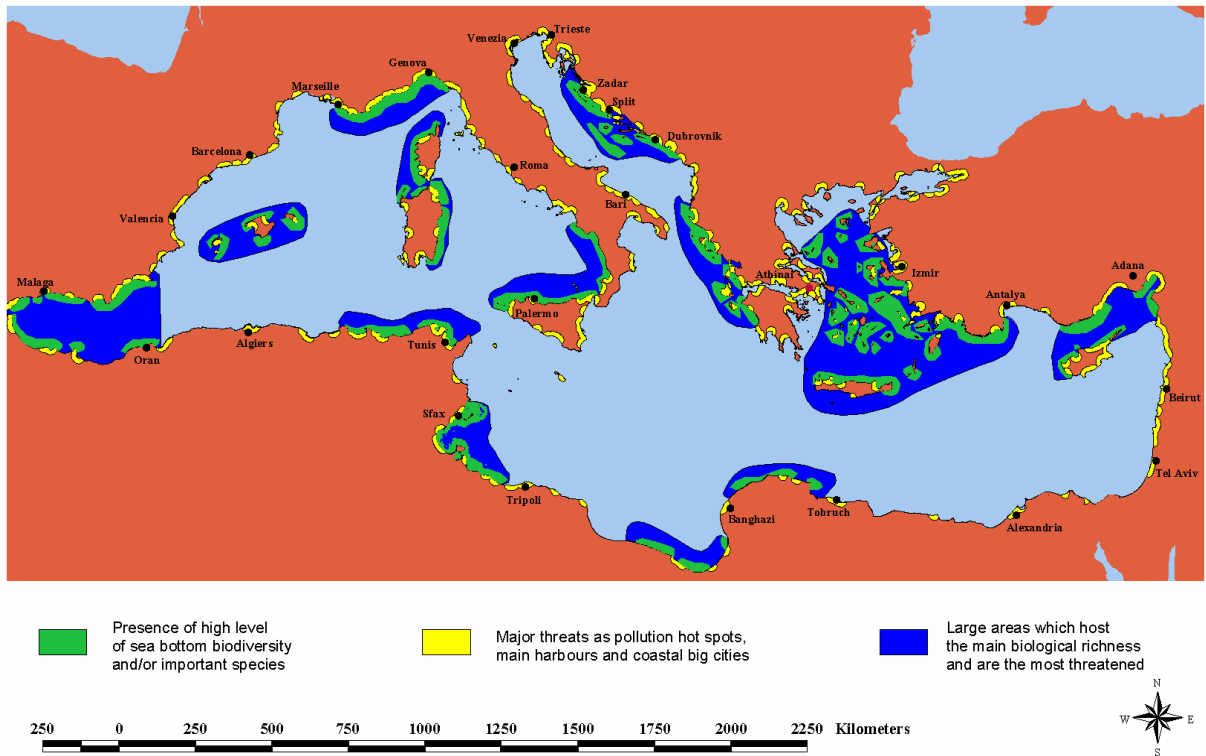 Trieste
Venezia
Genova
Marseille
Zadar
Split
Dubrovnik
Barcelona
Roma
Bari
Valencia
Malaga
Athinai
Izmir
Adana
Antalya
Palermo
Algiers
Tunis
Oran
Sfax
Beirut
Tel Aviv
Tripoli
Banghazi
Tobruch
Alexandria
Presence of high level
of sea bottom biodiversity
and/or important species
Major threats as pollution hot spots,
main harbours and coastal big cities
Large areas which host
the main biological richness
and are the most threatened
N
W E
S
250 0 250 500 750 1000 1250 1500 1750 2000 2250 Kilometers